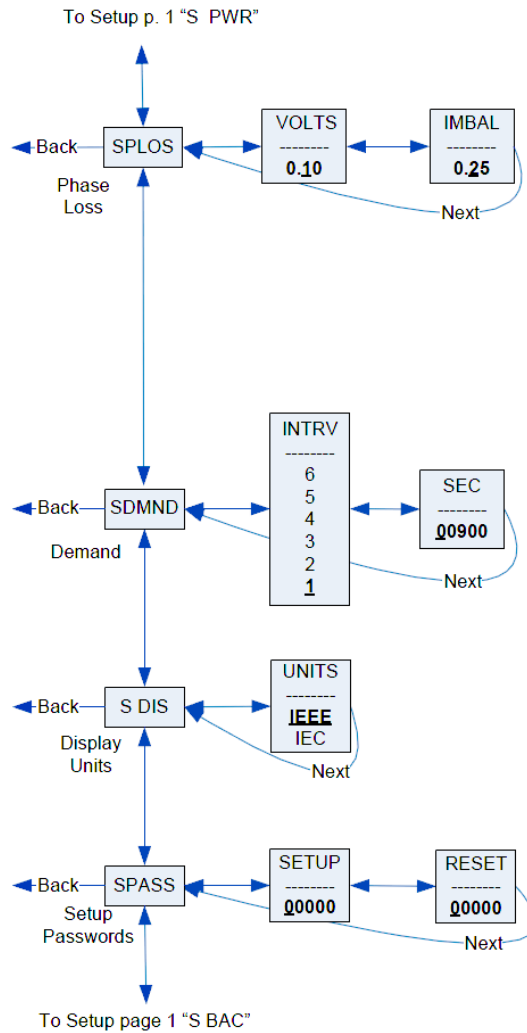 To Setup p. 1 “S PWR”
Back
SPLOS
Phase
Loss
VOLTS
--------
0.10
IMBAL
--------
0.25
Next
Back
SDMND
Demand
INTRV
--------
6
5
4
3
2
1
SEC
--------
00900
Next
Back
S DIS
Display
Units
UNITS
--------
IEEE
IEC
Next
Back
SPASS
Setup
Passwords
SETUP
--------
00000
RESET
--------
00000
Next
To Setup page 1 “S BAC”